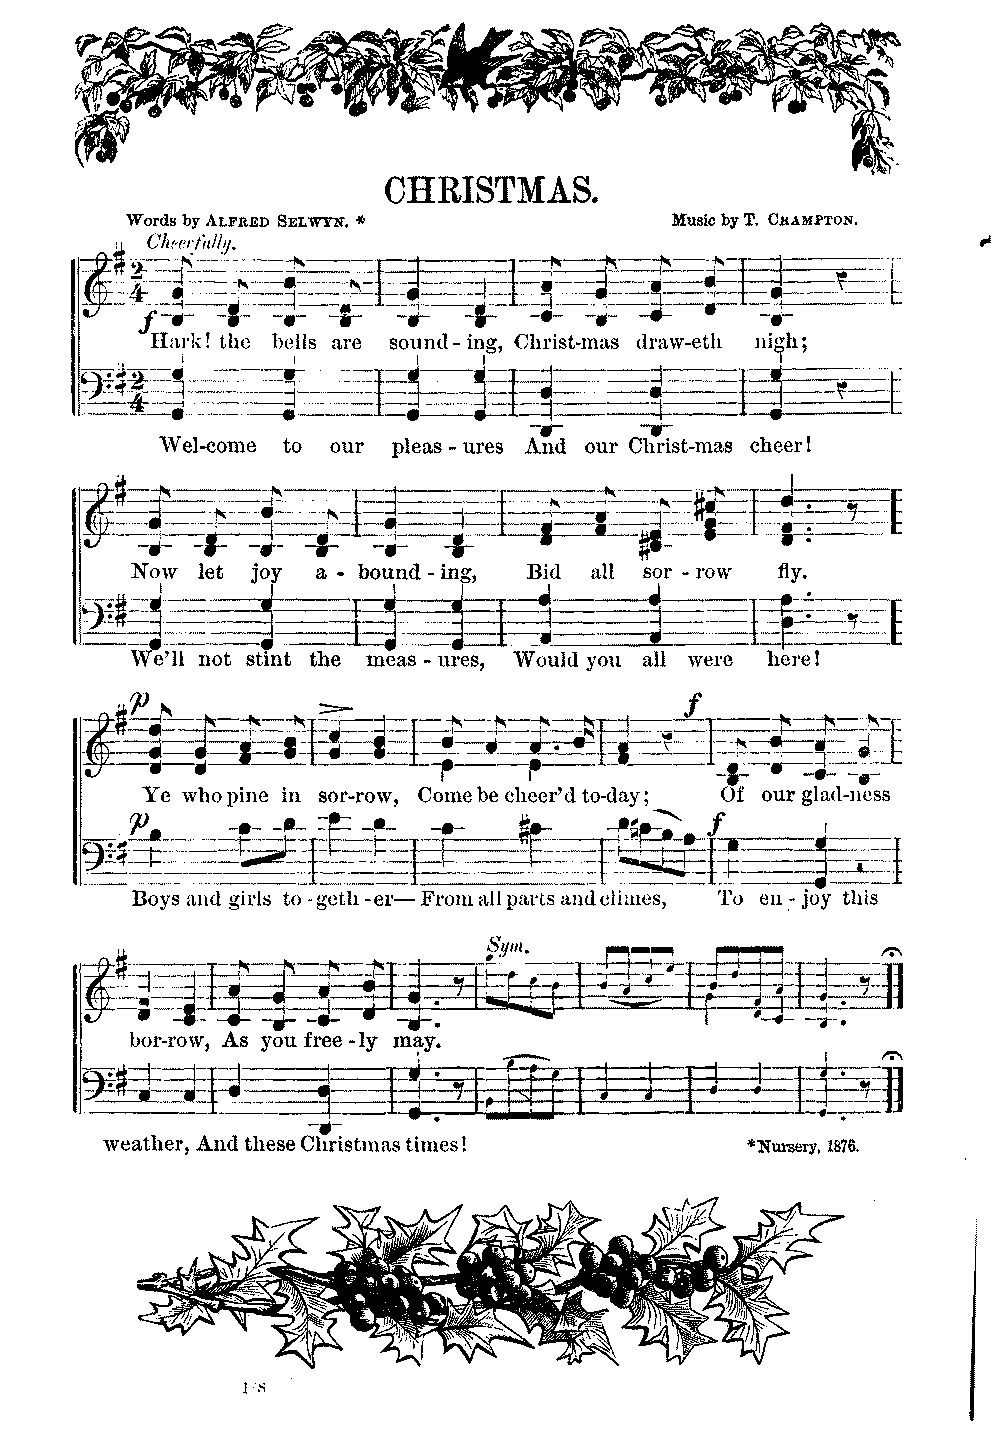 CHRISTMAS.
Words by ALFRED SELWYN. *
Music by T. CRAMPTON.
Cheerfully.
f
Hark! the bells are sound-ing, Christ-mas draw-eth nigh;
Wel-come to our pleas-ures And our Christ-mas cheer!
Now let joy a-bound-ing, Bid all sor-row fly.
We'll not stint the meas-ures, Would you all were here!
p f
Ye who pine in sor-row, Come be cheer'd to-day; Of our glad-ness
p f
Boys and girls to-geth-er— From all parts and climes, To en-joy this
Sym.
bor-row, As you free-ly may.
weather, And these Christmas times!
*Nursery, 1876.